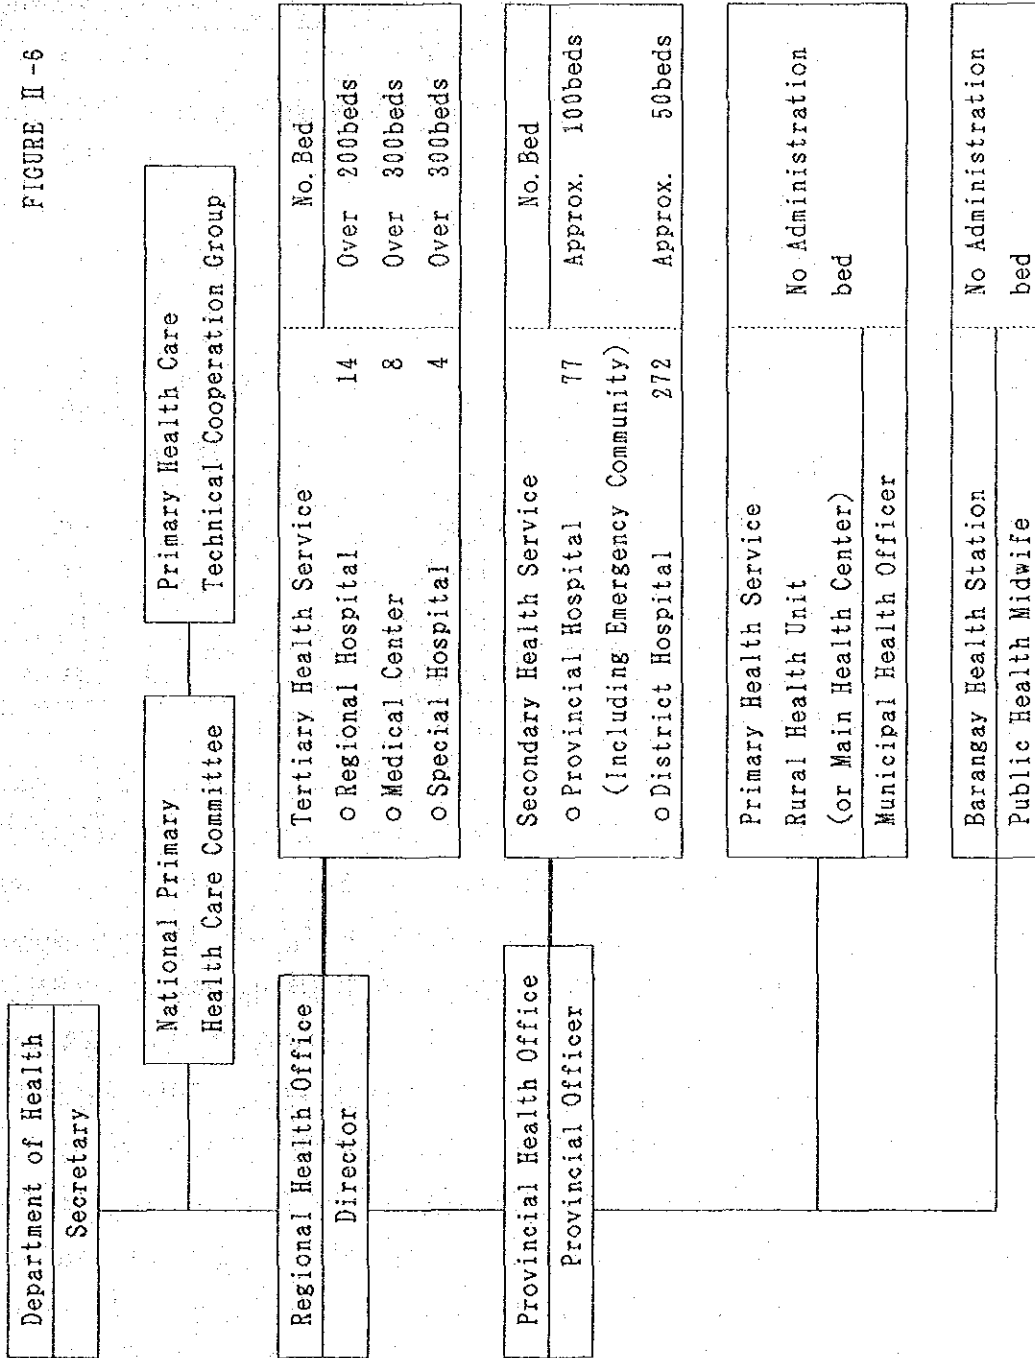 FIGURE II-6
Department of Health
Secretary
National Primary
Health Care Committee
Primary Health Care
Technical Cooperation Group
Regional Health Office
Director
Tertiary Health Service No. Bed
o Regional Hospital 14 Over 200beds
o Medical Center 8 Over 300beds
o Special Hospital 4 Over 300beds
Provincial Health Office
Provincial Officer
Secondary Health Service No. Bed
o Provincial Hospital 77 Approx. 100beds
(Including Emergency Community)
o District Hospital 272 Approx. 50beds
Primary Health Service
Rural Health Unit No Administration
(or Main Health Center) bed
Municipal Health Officer
Barangay Health Station No Administration
Public Health Midwife bed